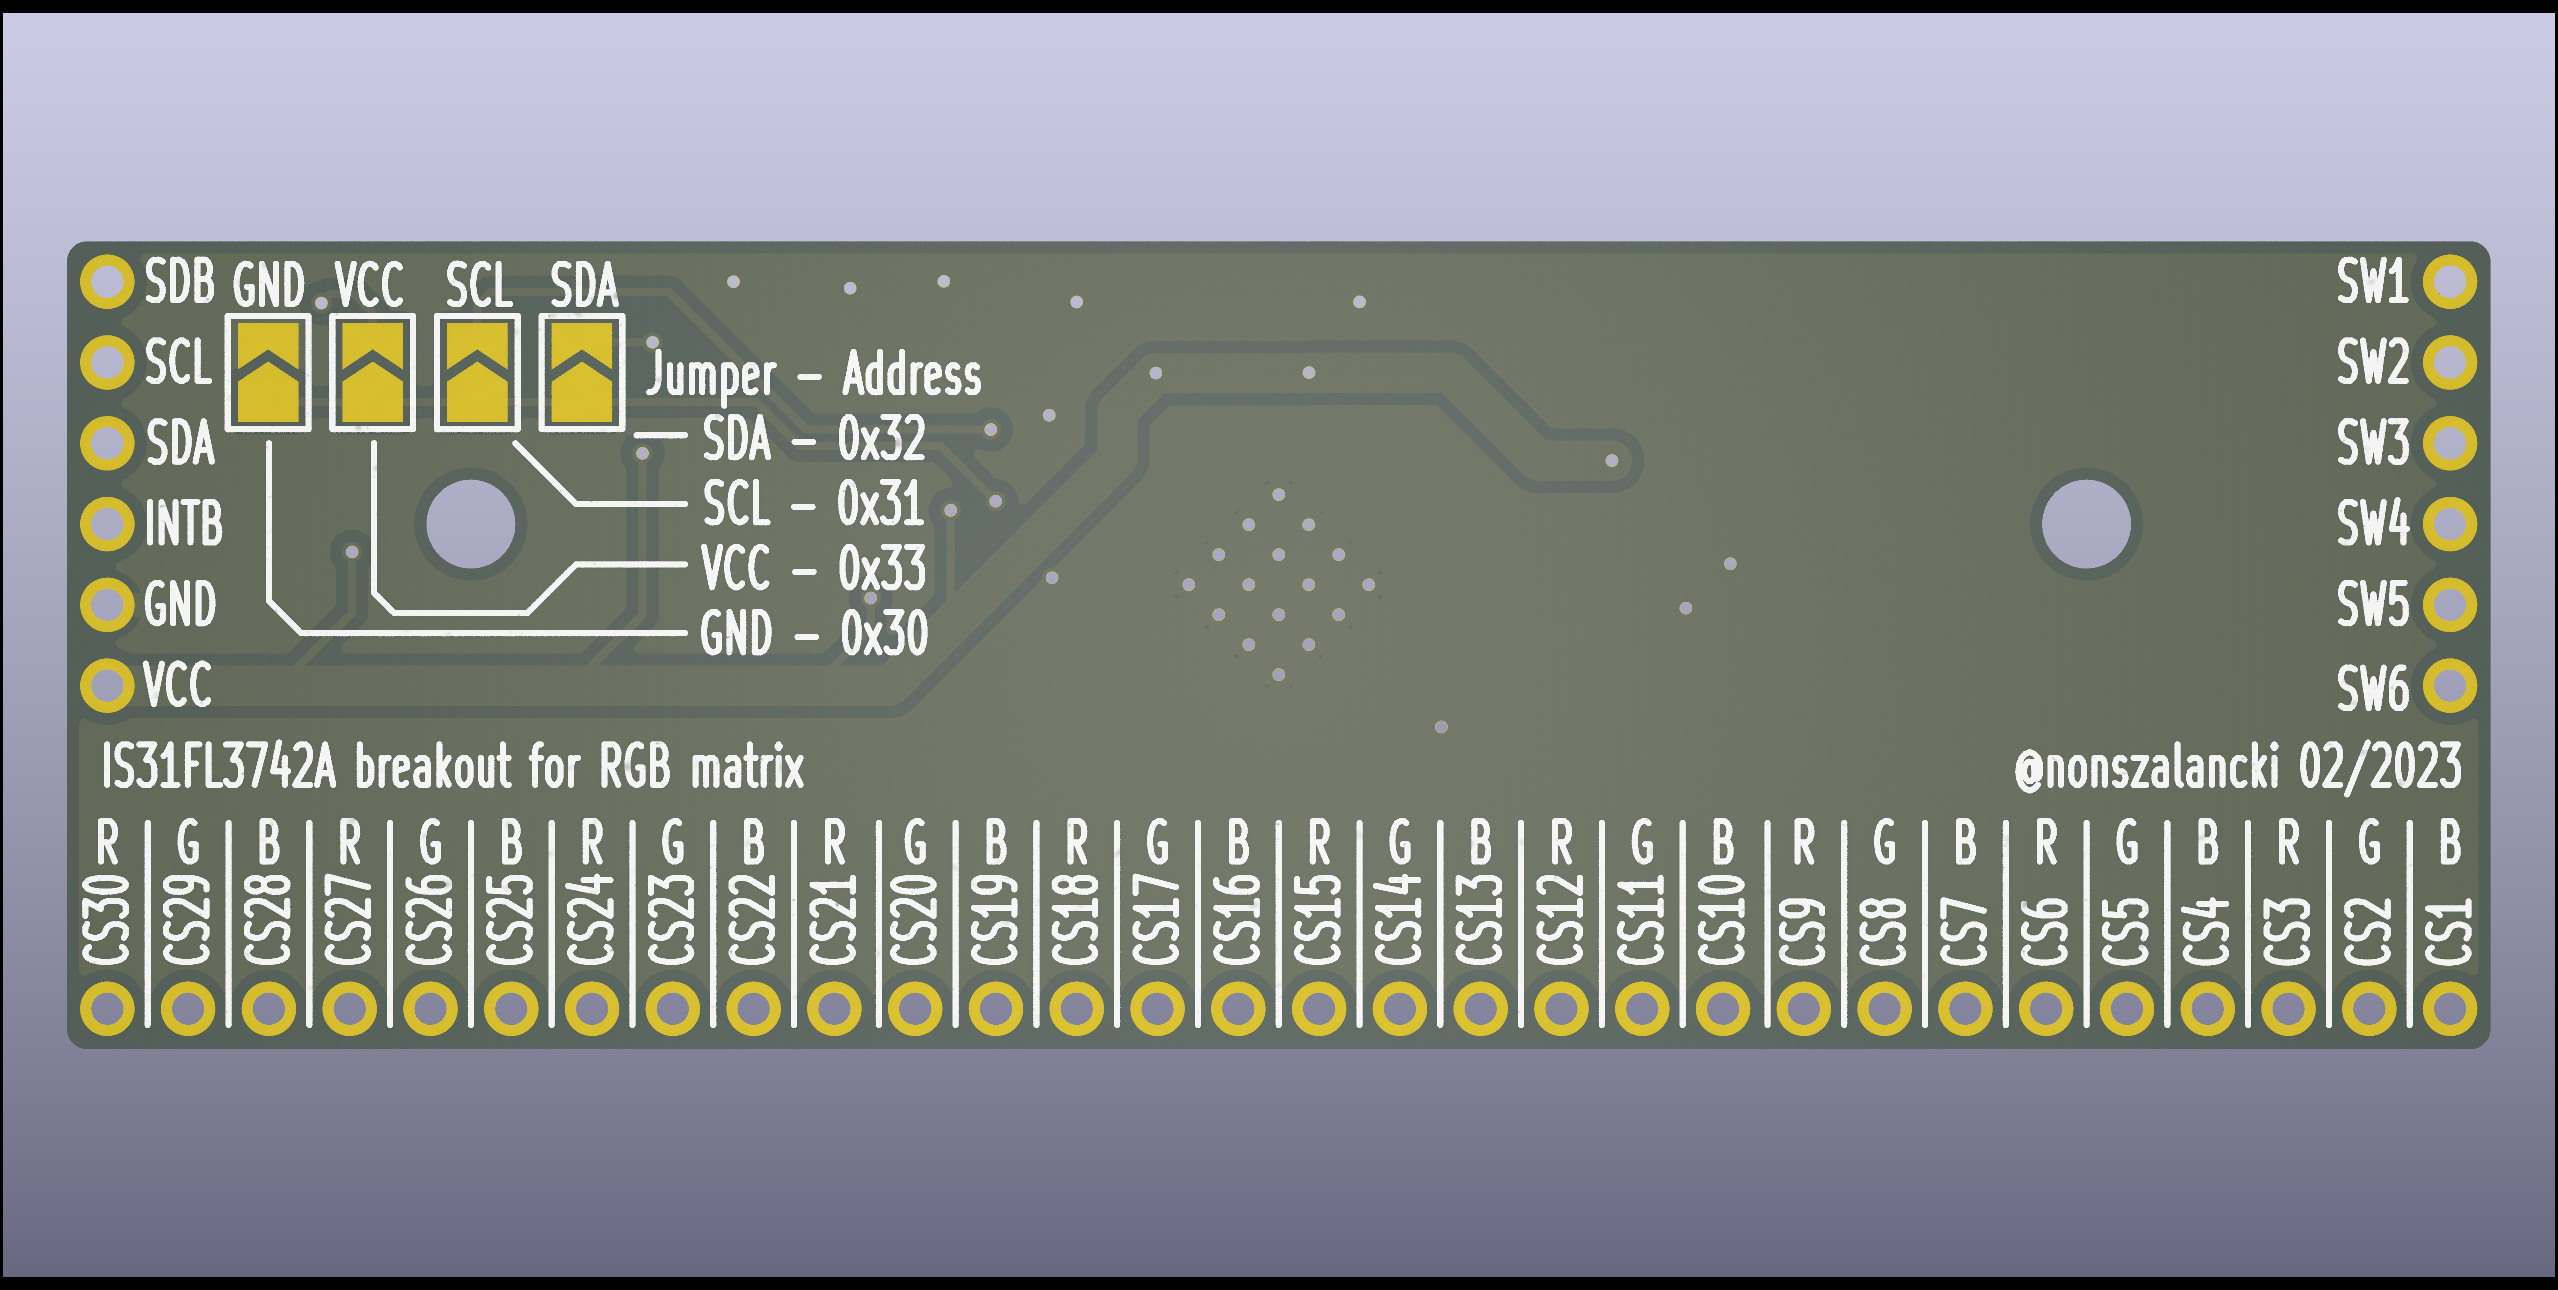 SDB GND VCC SCL SDA SW1
SCL SW2
Jumper – Address
SDA SDA – 0x32 SW3
SCL – 0x31
INTB SW4
VCC – 0x33
GND SW5
GND – 0x30
VCC SW6
IS31FL3742A breakout for RGB matrix @nonszalancki 02/2023
R G B R G B R G B R G B R G B R G B R G B R G B R G B R G B
CS30 CS29 CS28 CS27 CS26 CS25 CS24 CS23 CS22 CS21 CS20 CS19 CS18 CS17 CS16 CS15 CS14 CS13 CS12 CS11 CS10 CS9 CS8 CS7 CS6 CS5 CS4 CS3 CS2 CS1